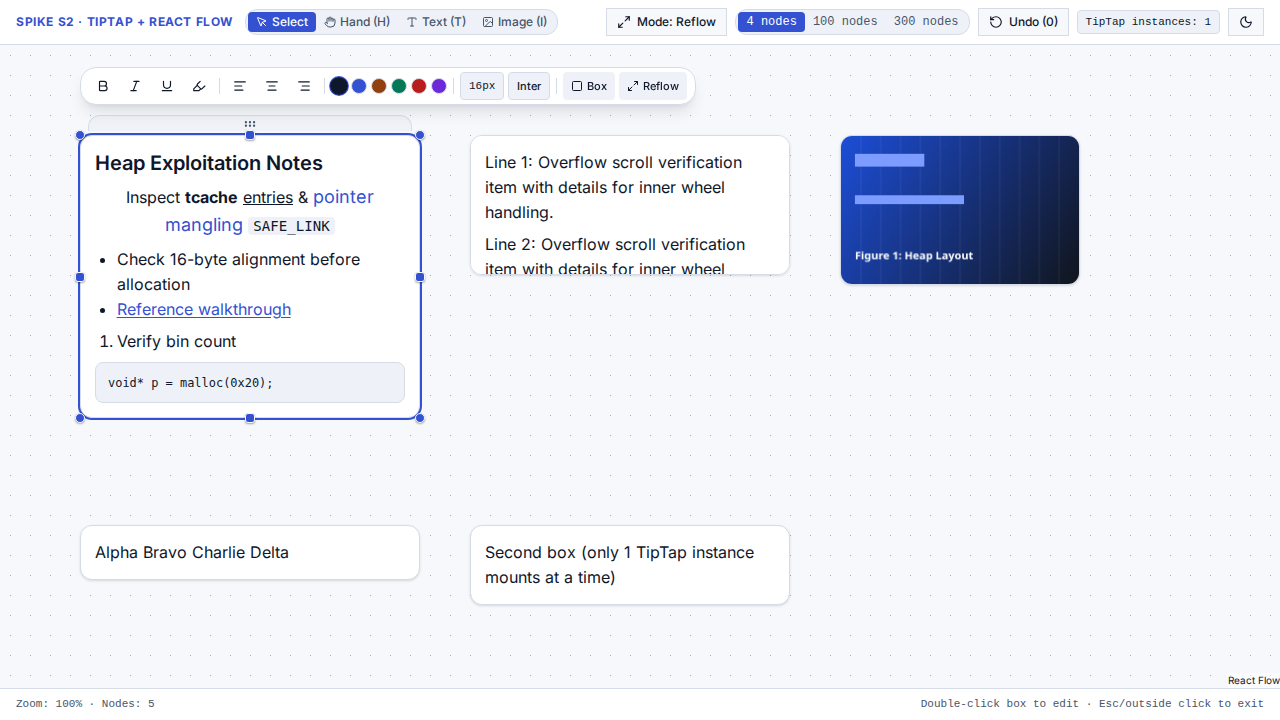 SPIKE S2 · TIPTAP + REACT FLOW
Select
Hand (H)
Text (T)
Image (I)
Mode: Reflow
4 nodes
100 nodes
300 nodes
Undo (0)
TipTap instances: 1
B
I
U
16px
Inter
Box
Reflow
Heap Exploitation Notes
Inspect tcache entries & pointer
mangling SAFE_LINK
• Check 16-byte alignment before
allocation
• Reference walkthrough
1. Verify bin count
void* p = malloc(0x20);
Line 1: Overflow scroll verification
item with details for inner wheel
handling.
Line 2: Overflow scroll verification
item with details for inner wheel
Figure 1: Heap Layout
Alpha Bravo Charlie Delta
Second box (only 1 TipTap instance
mounts at a time)
React Flow
Zoom: 100% · Nodes: 5
Double-click box to edit · Esc/outside click to exit